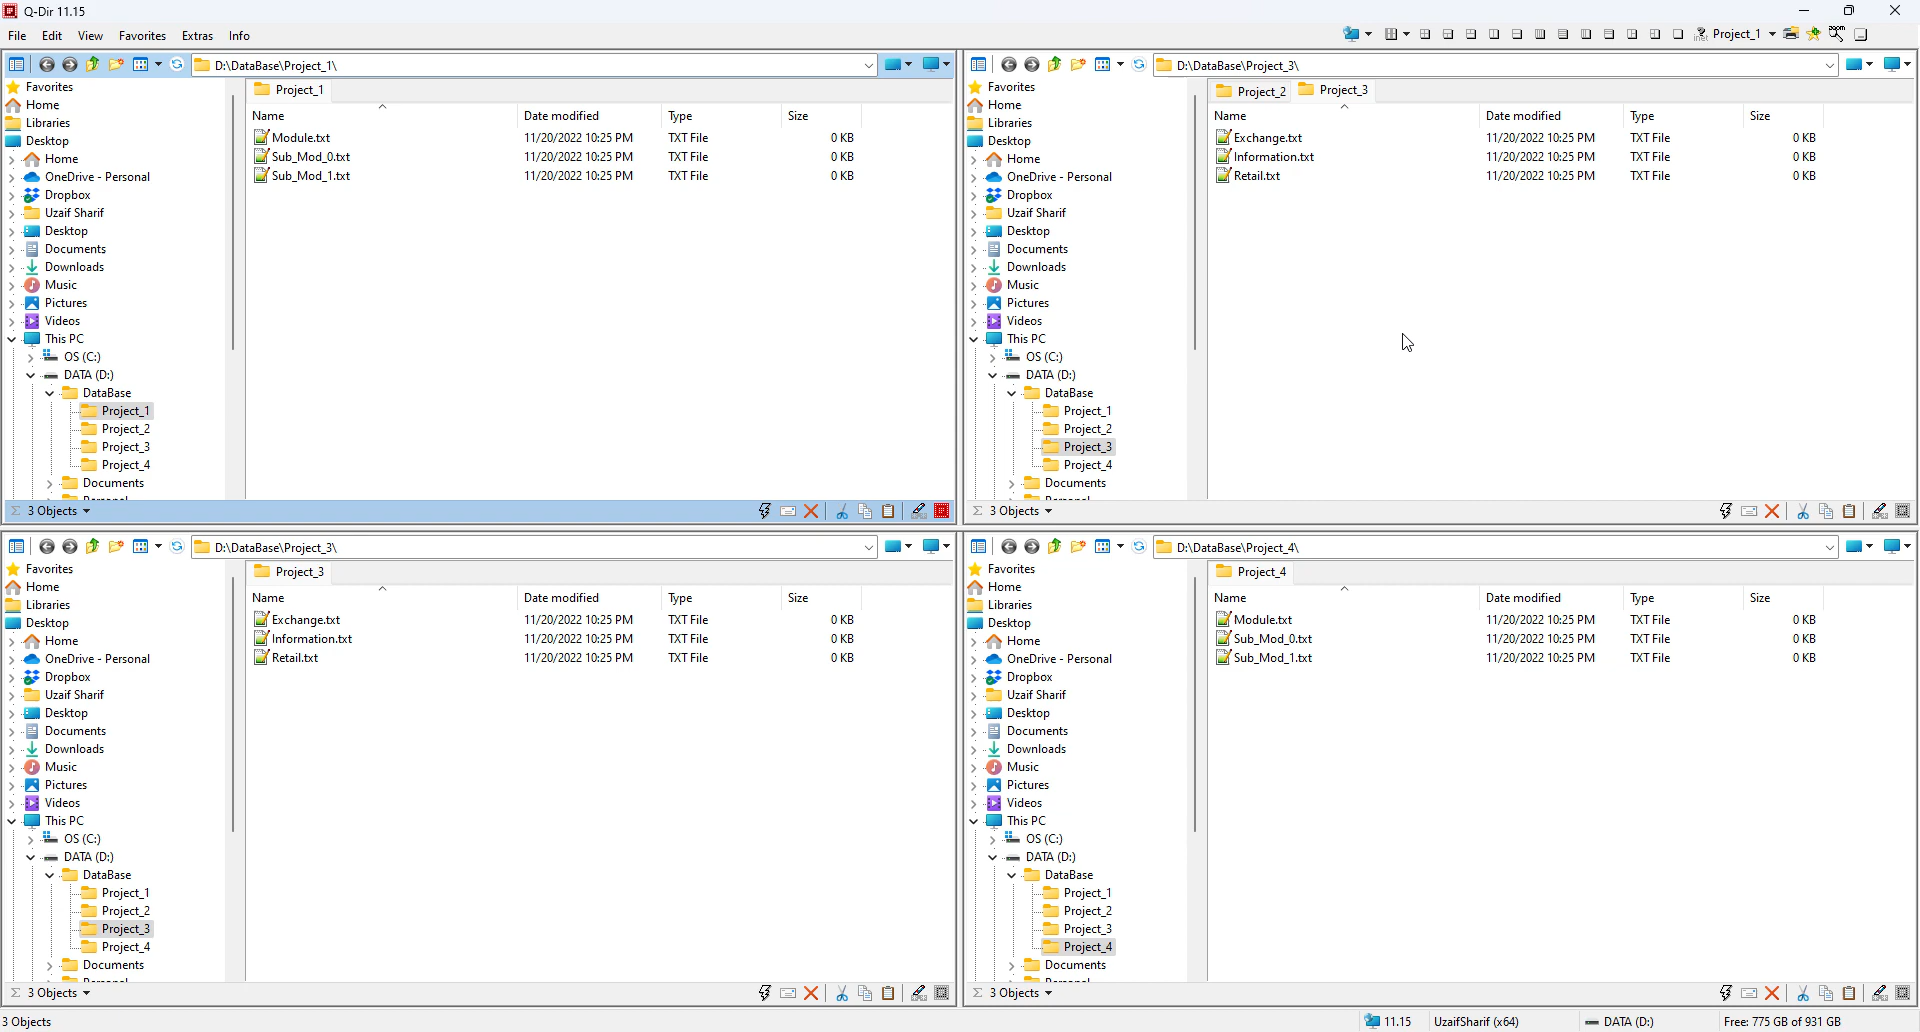 Q-Dir 11.15
File Edit View Favorites Extras Info
Project_1
D:\DataBase\Project_1\
Favorites
Home
Libraries
Desktop
Home
OneDrive - Personal
Dropbox
Uzaif Sharif
Desktop
Documents
Downloads
Music
Pictures
Videos
This PC
OS (C:)
DATA (D:)
DataBase
Project_1
Project_2
Project_3
Project_4
Documents
Project_1
Name Date modified Type Size
Module.txt 11/20/2022 10:25 PM TXT File 0 KB
Sub_Mod_0.txt 11/20/2022 10:25 PM TXT File 0 KB
Sub_Mod_1.txt 11/20/2022 10:25 PM TXT File 0 KB
3 Objects
D:\DataBase\Project_3\
Favorites
Home
Libraries
Desktop
Home
OneDrive - Personal
Dropbox
Uzaif Sharif
Desktop
Documents
Downloads
Music
Pictures
Videos
This PC
OS (C:)
DATA (D:)
DataBase
Project_1
Project_2
Project_3
Project_4
Documents
Project_2 Project_3
Name Date modified Type Size
Exchange.txt 11/20/2022 10:25 PM TXT File 0 KB
Information.txt 11/20/2022 10:25 PM TXT File 0 KB
Retail.txt 11/20/2022 10:25 PM TXT File 0 KB
3 Objects
D:\DataBase\Project_3\
Favorites
Home
Libraries
Desktop
Home
OneDrive - Personal
Dropbox
Uzaif Sharif
Desktop
Documents
Downloads
Music
Pictures
Videos
This PC
OS (C:)
DATA (D:)
DataBase
Project_1
Project_2
Project_3
Project_4
Documents
Project_3
Name Date modified Type Size
Exchange.txt 11/20/2022 10:25 PM TXT File 0 KB
Information.txt 11/20/2022 10:25 PM TXT File 0 KB
Retail.txt 11/20/2022 10:25 PM TXT File 0 KB
3 Objects
D:\DataBase\Project_4\
Favorites
Home
Libraries
Desktop
Home
OneDrive - Personal
Dropbox
Uzaif Sharif
Desktop
Documents
Downloads
Music
Pictures
Videos
This PC
OS (C:)
DATA (D:)
DataBase
Project_1
Project_2
Project_3
Project_4
Documents
Project_4
Name Date modified Type Size
Module.txt 11/20/2022 10:25 PM TXT File 0 KB
Sub_Mod_0.txt 11/20/2022 10:25 PM TXT File 0 KB
Sub_Mod_1.txt 11/20/2022 10:25 PM TXT File 0 KB
3 Objects
3 Objects 11.15 UzaifSharif (x64) DATA (D:) Free: 775 GB of 931 GB